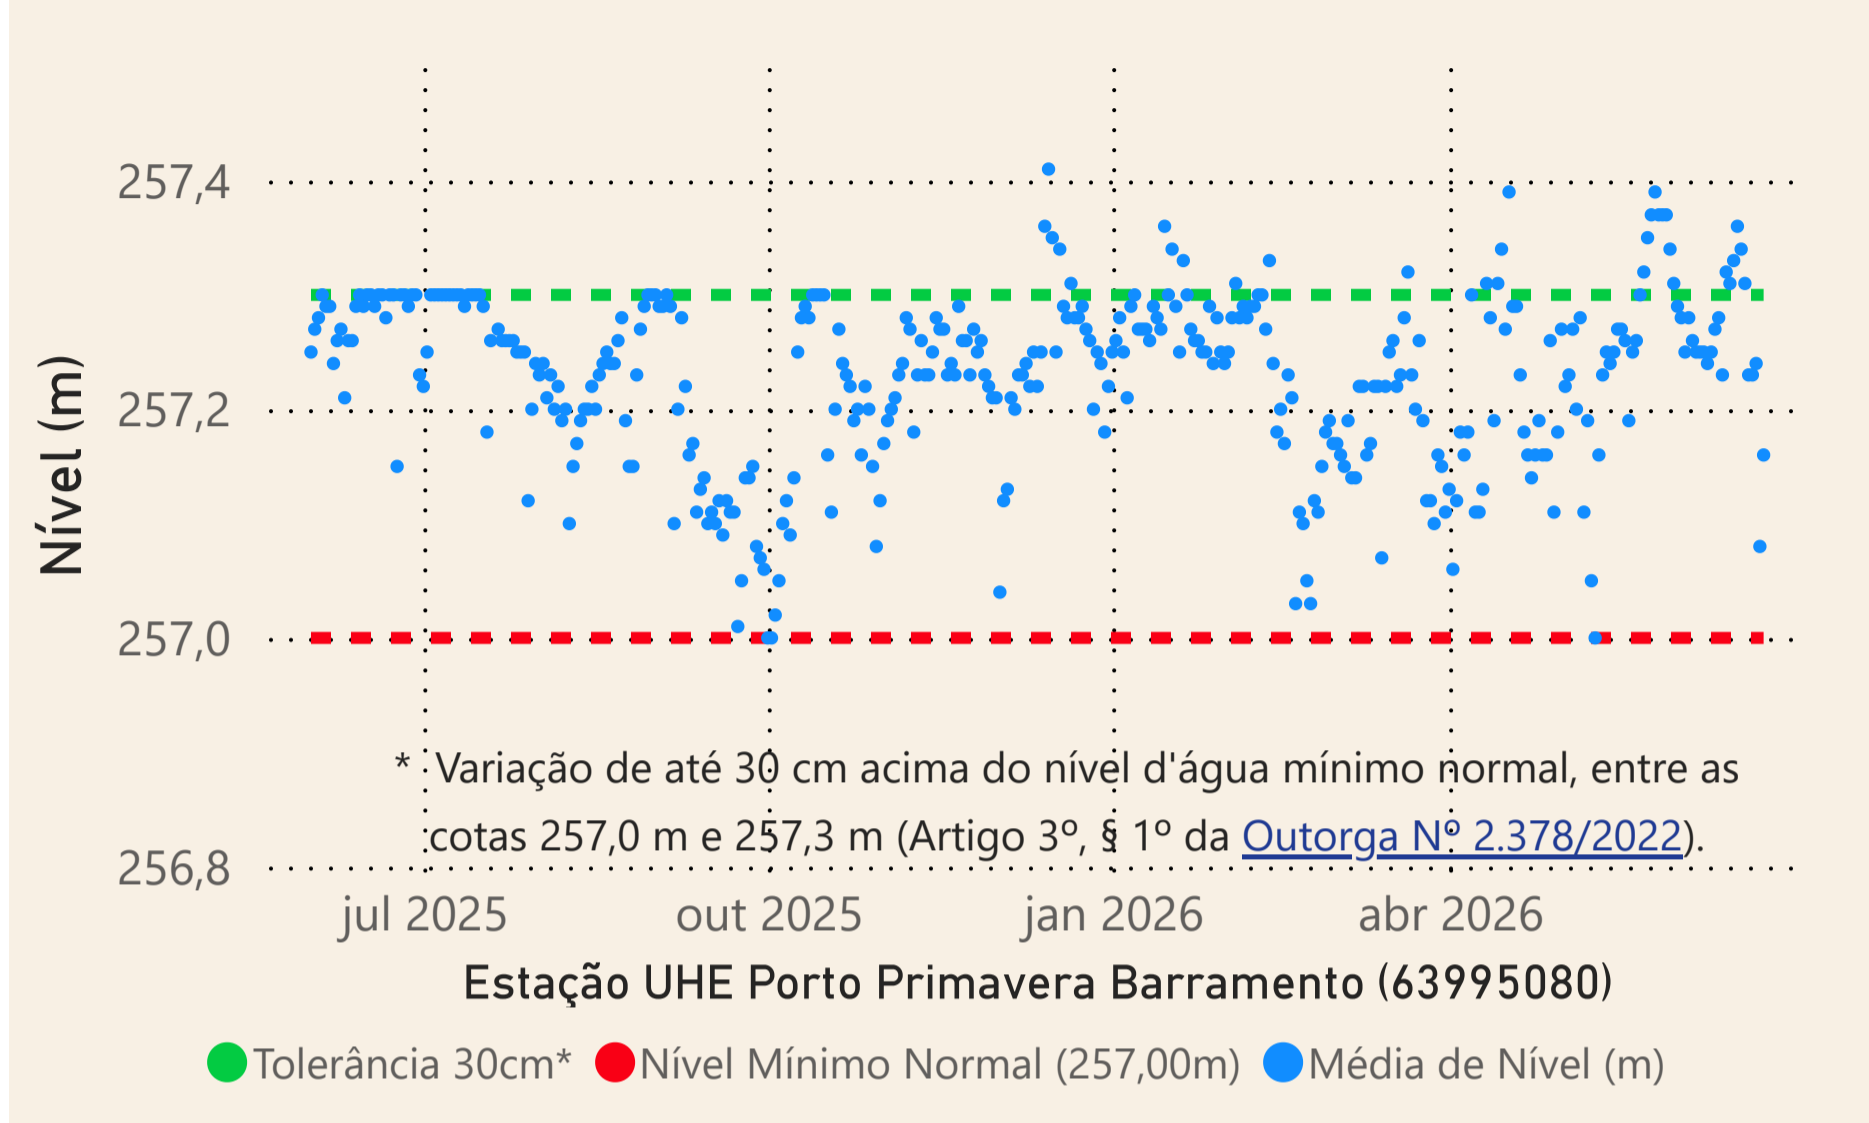 Nível (m)
257,4
257,2
257,0
256,8
* Variação de até 30 cm acima do nível d'água mínimo normal, entre as
cotas 257,0 m e 257,3 m (Artigo 3º, § 1º da Outorga Nº 2.378/2022).
jul 2025 out 2025 jan 2026 abr 2026
Estação UHE Porto Primavera Barramento (63995080)
Tolerância 30cm* Nível Mínimo Normal (257,00m) Média de Nível (m)